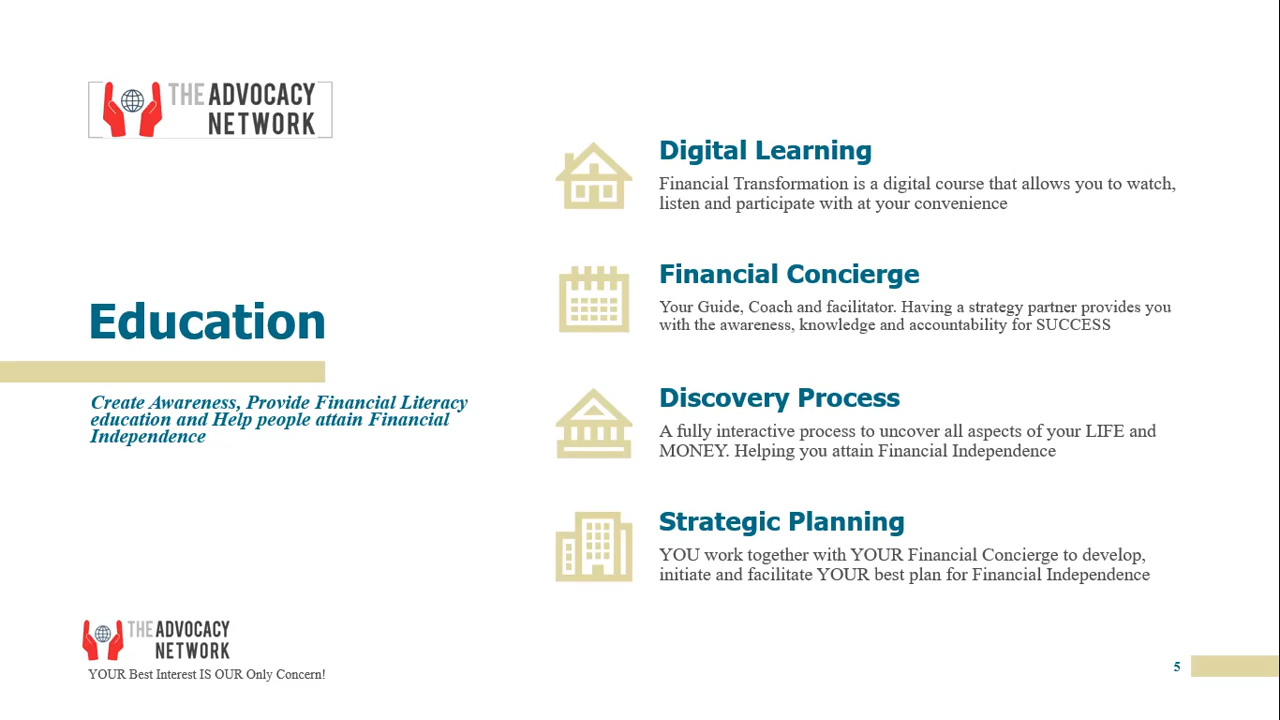 THE ADVOCACY
NETWORK
Education
Create Awareness, Provide Financial Literacy
education and Help people attain Financial
Independence
Digital Learning
Financial Transformation is a digital course that allows you to watch,
listen and participate with at your convenience
Financial Concierge
Your Guide, Coach and facilitator. Having a strategy partner provides you
with the awareness, knowledge and accountability for SUCCESS
Discovery Process
A fully interactive process to uncover all aspects of your LIFE and
MONEY. Helping you attain Financial Independence
Strategic Planning
YOU work together with YOUR Financial Concierge to develop,
initiate and facilitate YOUR best plan for Financial Independence
THE ADVOCACY
NETWORK
YOUR Best Interest IS OUR Only Concern!
5